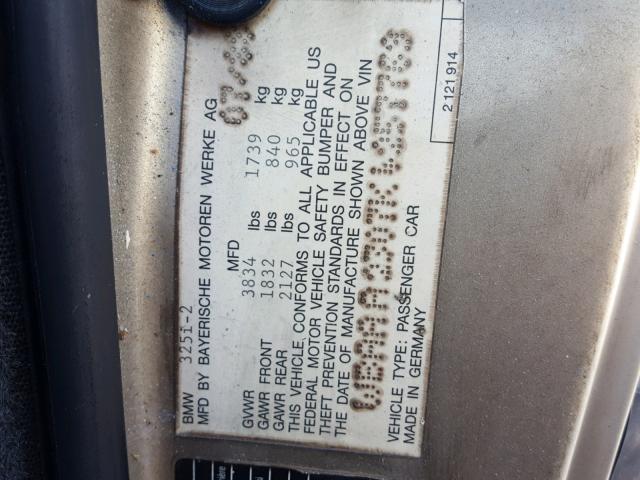 BMW 325i-2
MFD BY BAYERISCHE MOTOREN WERKE AG
MFD
GVWR 3834 lbs 1739 kg
GAWR FRONT 1832 lbs 840 kg
GAWR REAR 2127 lbs 965 kg
THIS VEHICLE CONFORMS TO ALL APPLICABLE US
FEDERAL MOTOR VEHICLE SAFETY BUMPER AND
THEFT PREVENTION STANDARDS IN EFFECT ON
THE DATE OF MANUFACTURE SHOWN ABOVE VIN
VEHICLE TYPE: PASSENGER CAR
MADE IN GERMANY
2 121 914